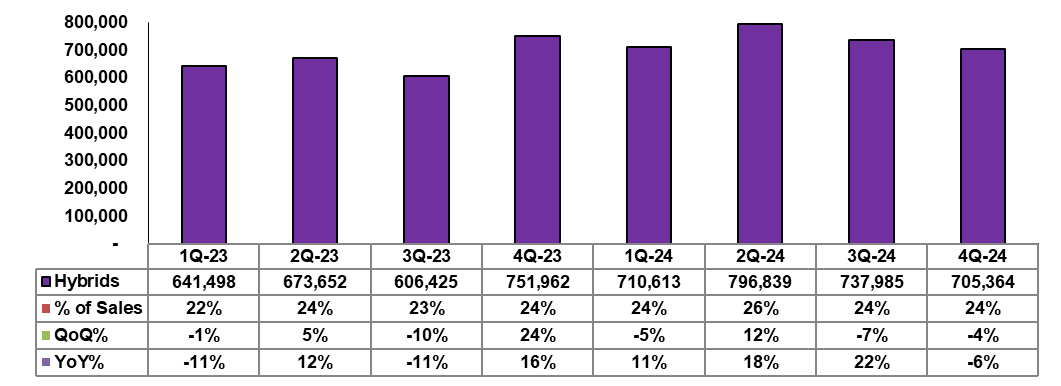 800,000
700,000
600,000
500,000
400,000
300,000
200,000
100,000
-
1Q-23 2Q-23 3Q-23 4Q-23 1Q-24 2Q-24 3Q-24 4Q-24
Hybrids 641,498 673,652 606,425 751,962 710,613 796,839 737,985 705,364
% of Sales 22% 24% 23% 24% 24% 26% 24% 24%
QoQ% -1% 5% -10% 24% -5% 12% -7% -4%
YoY% -11% 12% -11% 16% 11% 18% 22% -6%